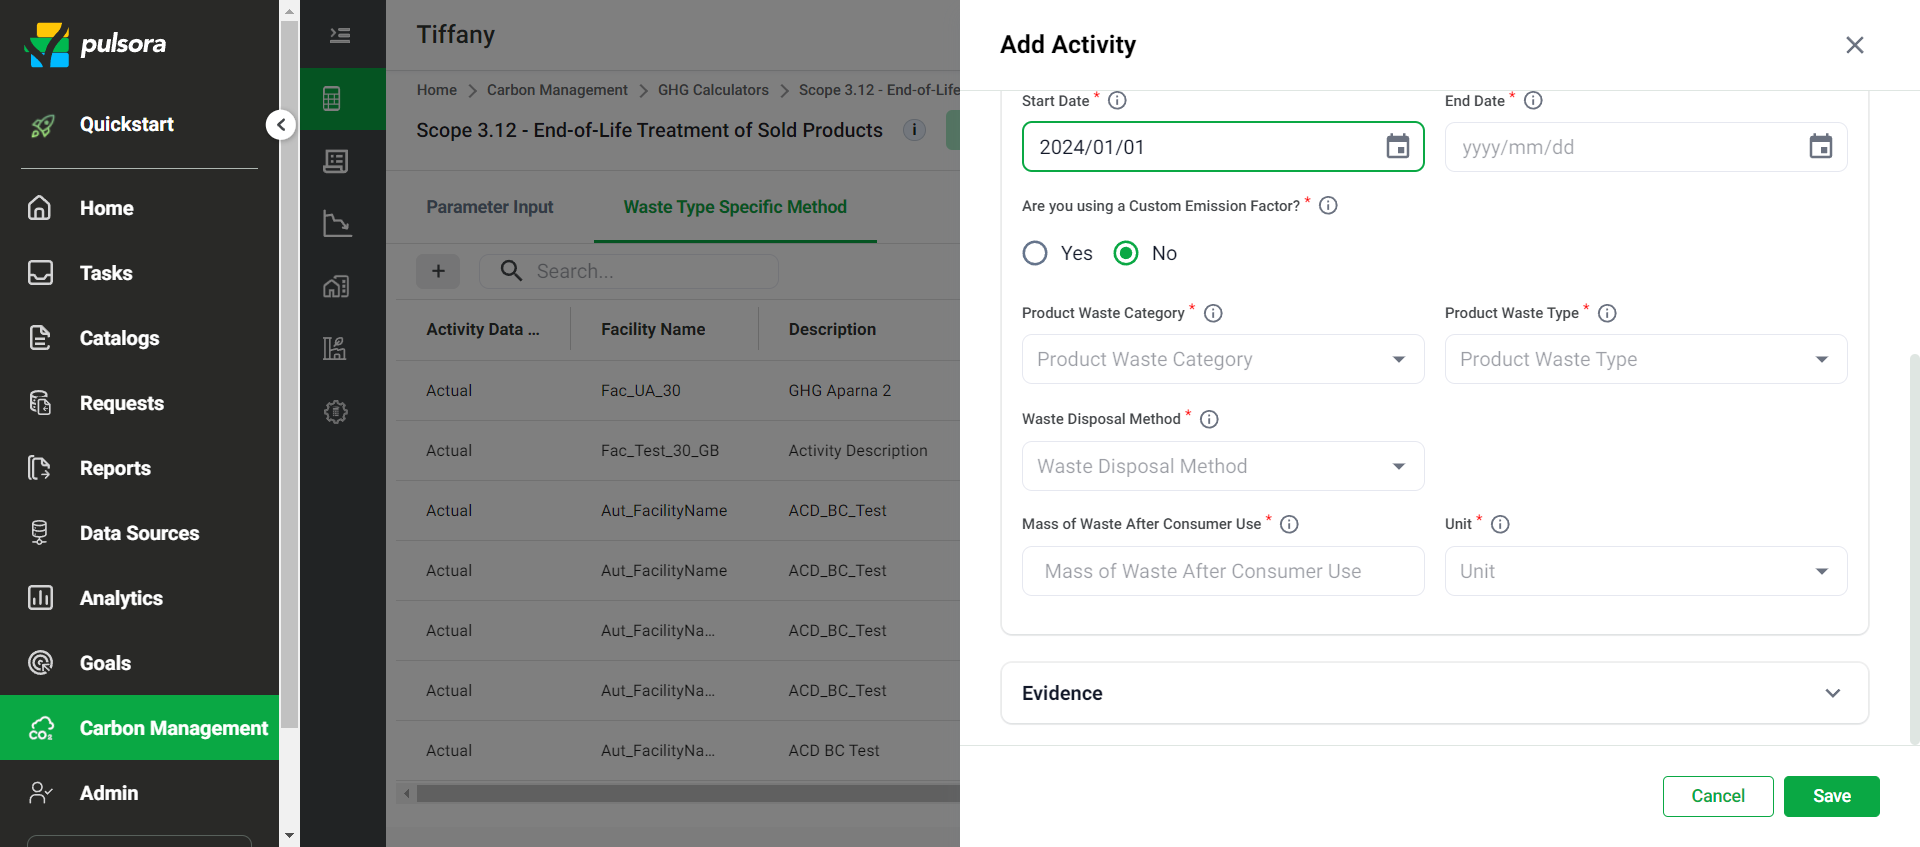 pulsora
Quickstart
Home
Tasks
Catalogs
Requests
Reports
Data Sources
Analytics
Goals
CO₂ Carbon Management
Admin
Tiffany
Home > Carbon Management > GHG Calculators > Scope 3.12 - End-of-Life
Scope 3.12 - End-of-Life Treatment of Sold Products i
Parameter Input Waste Type Specific Method
+ Search...
Activity Data ... Facility Name Description
Actual Fac_UA_30 GHG Aparna 2
Actual Fac_Test_30_GB Activity Description
Actual Aut_FacilityName ACD_BC_Test
Actual Aut_FacilityName ACD_BC_Test
Actual Aut_FacilityNa... ACD_BC_Test
Actual Aut_FacilityNa... ACD_BC_Test
Actual Aut_FacilityNa... ACD BC Test
Add Activity
Start Date * End Date *
2024/01/01 yyyy/mm/dd
Are you using a Custom Emission Factor? *
Yes No
Product Waste Category * Product Waste Type *
Product Waste Category Product Waste Type
Waste Disposal Method *
Waste Disposal Method
Mass of Waste After Consumer Use * Unit *
Mass of Waste After Consumer Use Unit
Evidence
Cancel Save